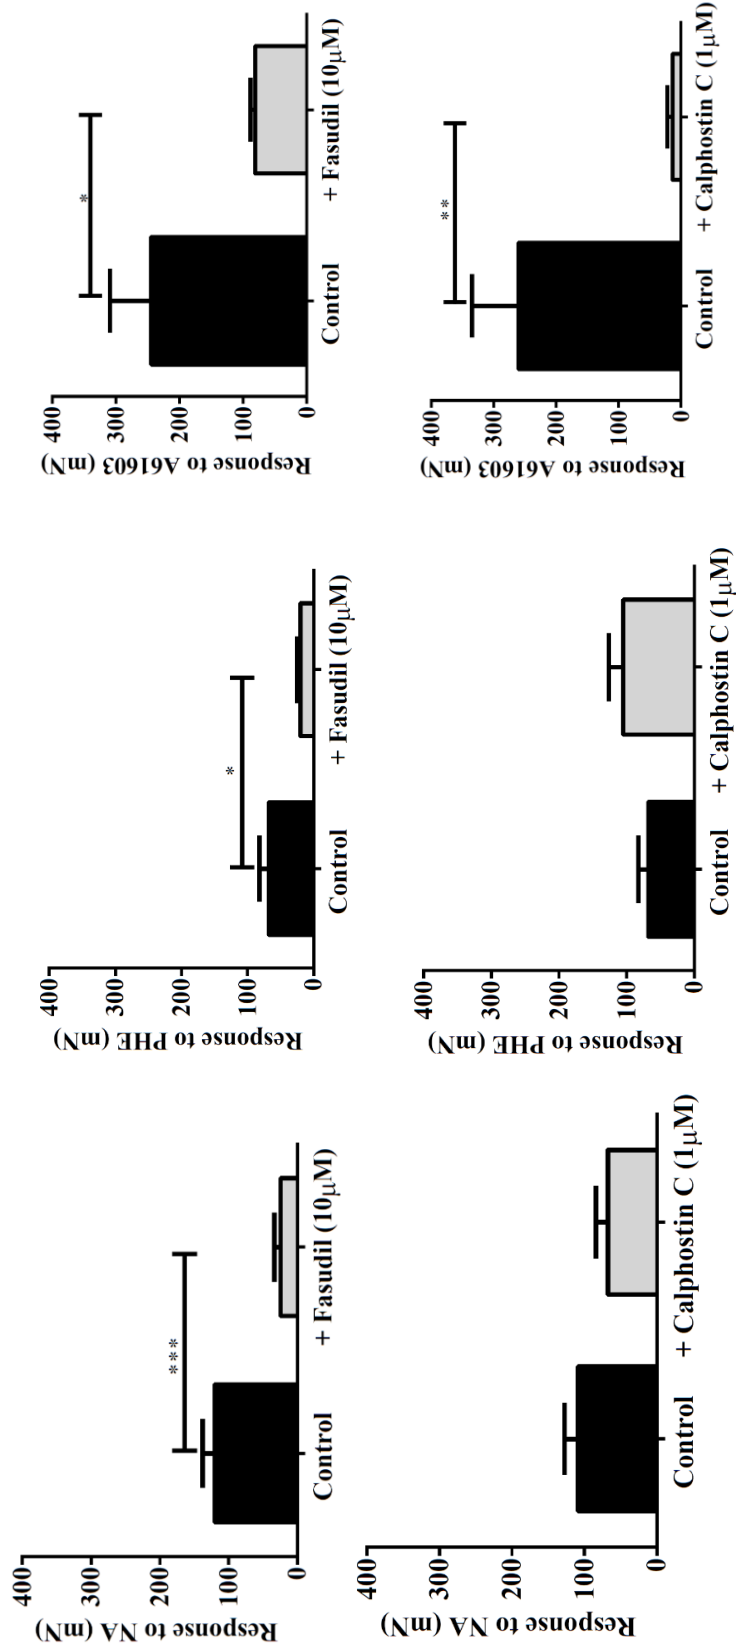 Response to NA (mN)
400
300
200
100
0
***
Control
+ Fasudil (10μM)
Response to PHE (mN)
400
300
200
100
0
*
Control
+ Fasudil (10μM)
Response to A61603 (mN)
400
300
200
100
0
*
Control
+ Fasudil (10μM)
Response to NA (mN)
400
300
200
100
0
Control
+ Calphostin C (1μM)
Response to PHE (mN)
400
300
200
100
0
Control
+ Calphostin C (1μM)
Response to A61603 (mN)
400
300
200
100
0
**
Control
+ Calphostin C (1μM)